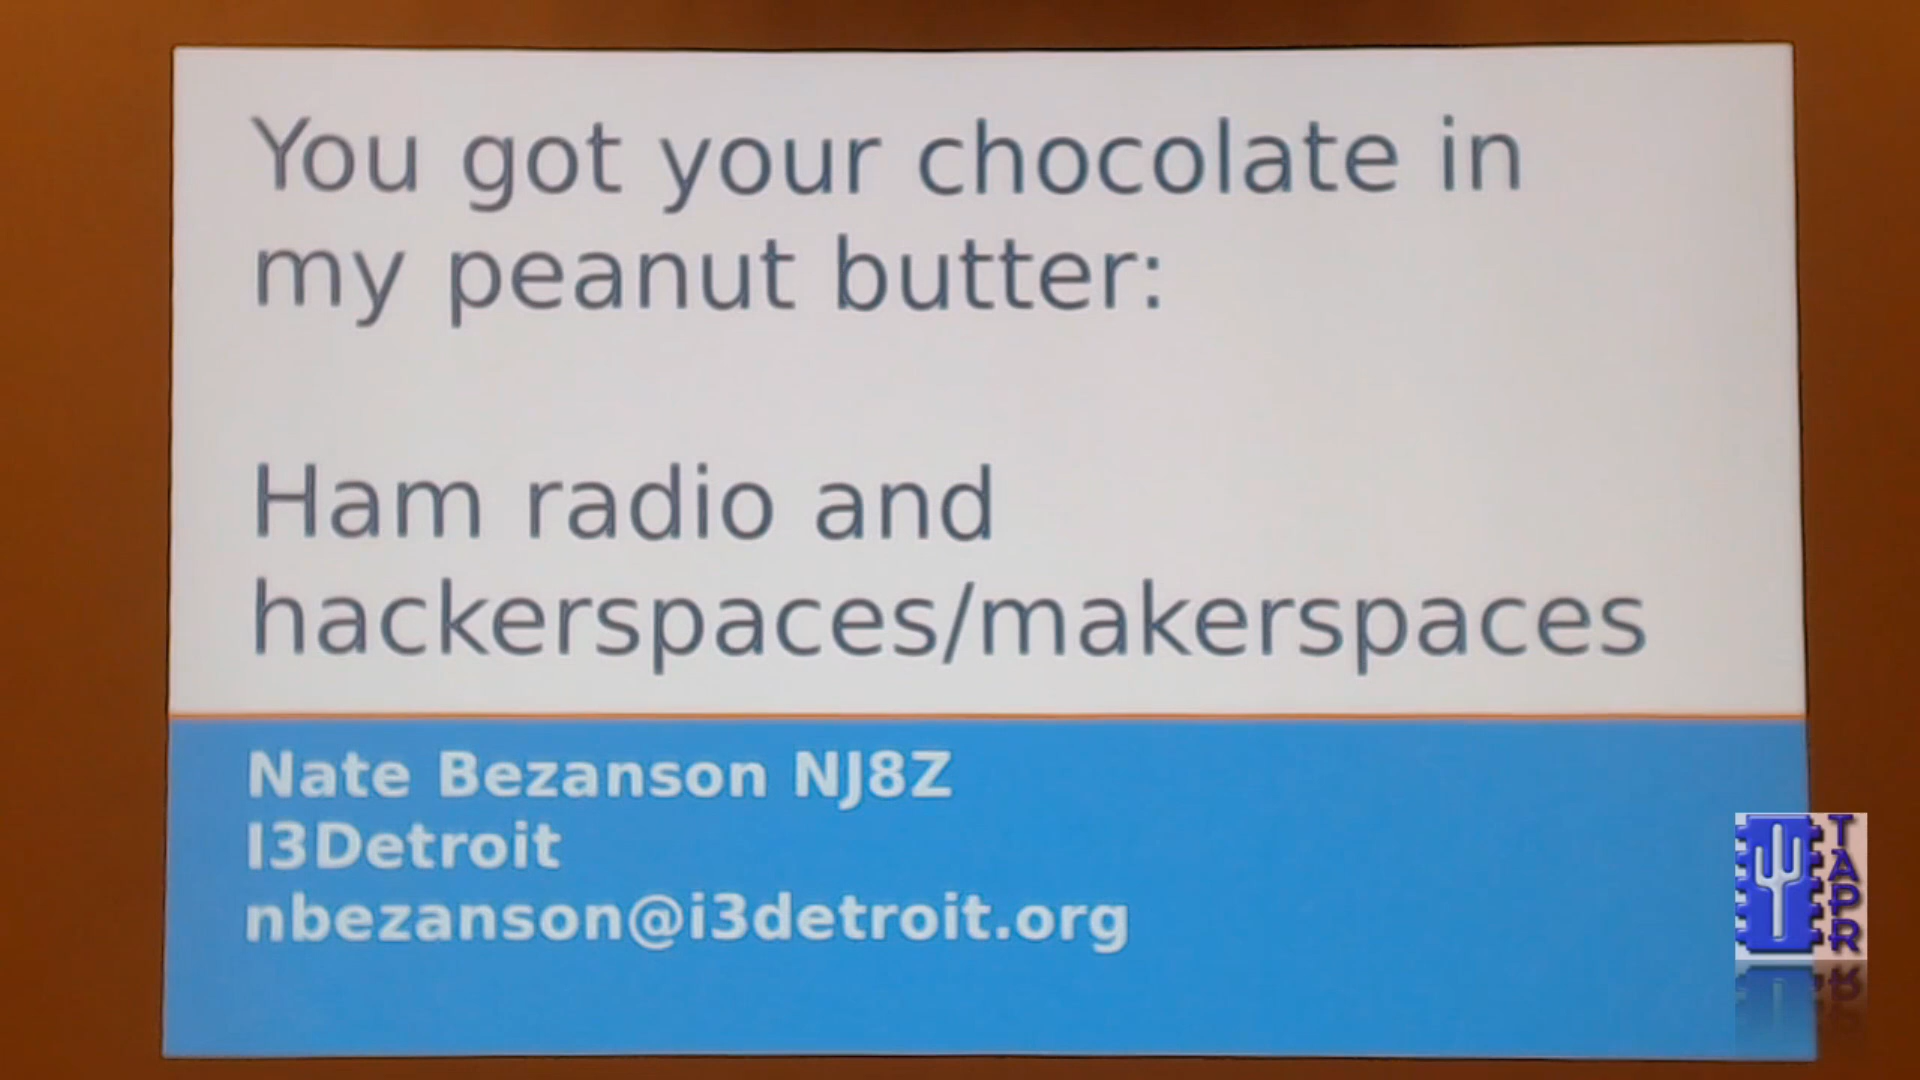 You got your chocolate in
my peanut butter:
Ham radio and
hackerspaces/makerspaces
Nate Bezanson NJ8Z
I3Detroit
nbezanson@i3detroit.org
TAPR